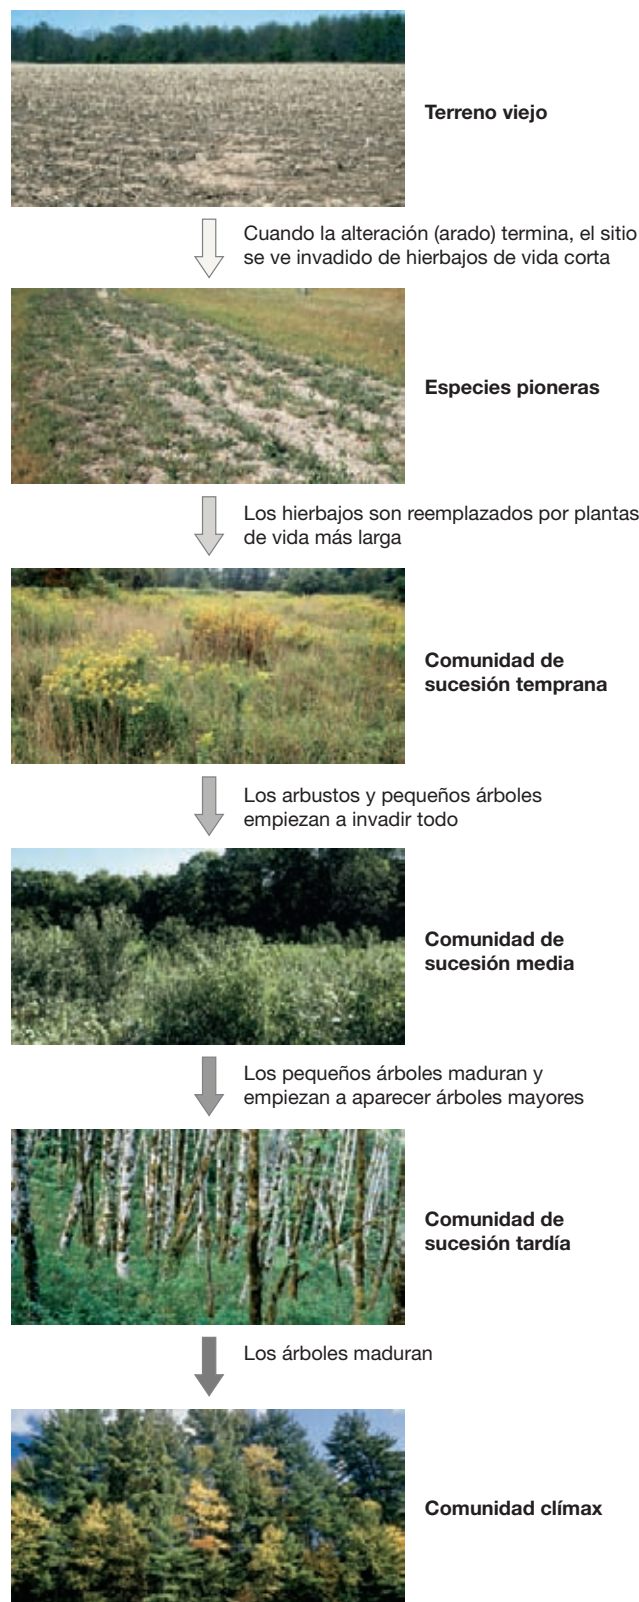 Terreno viejo
Cuando la alteración (arado) termina, el sitio
se ve invadido de hierbajos de vida corta
Especies pioneras
Los hierbajos son reemplazados por plantas
de vida más larga
Comunidad de
sucesión temprana
Los arbustos y pequeños árboles
empiezan a invadir todo
Comunidad de
sucesión media
Los pequeños árboles maduran y
empiezan a aparecer árboles mayores
Comunidad de
sucesión tardía
Los árboles maduran
Comunidad clímax